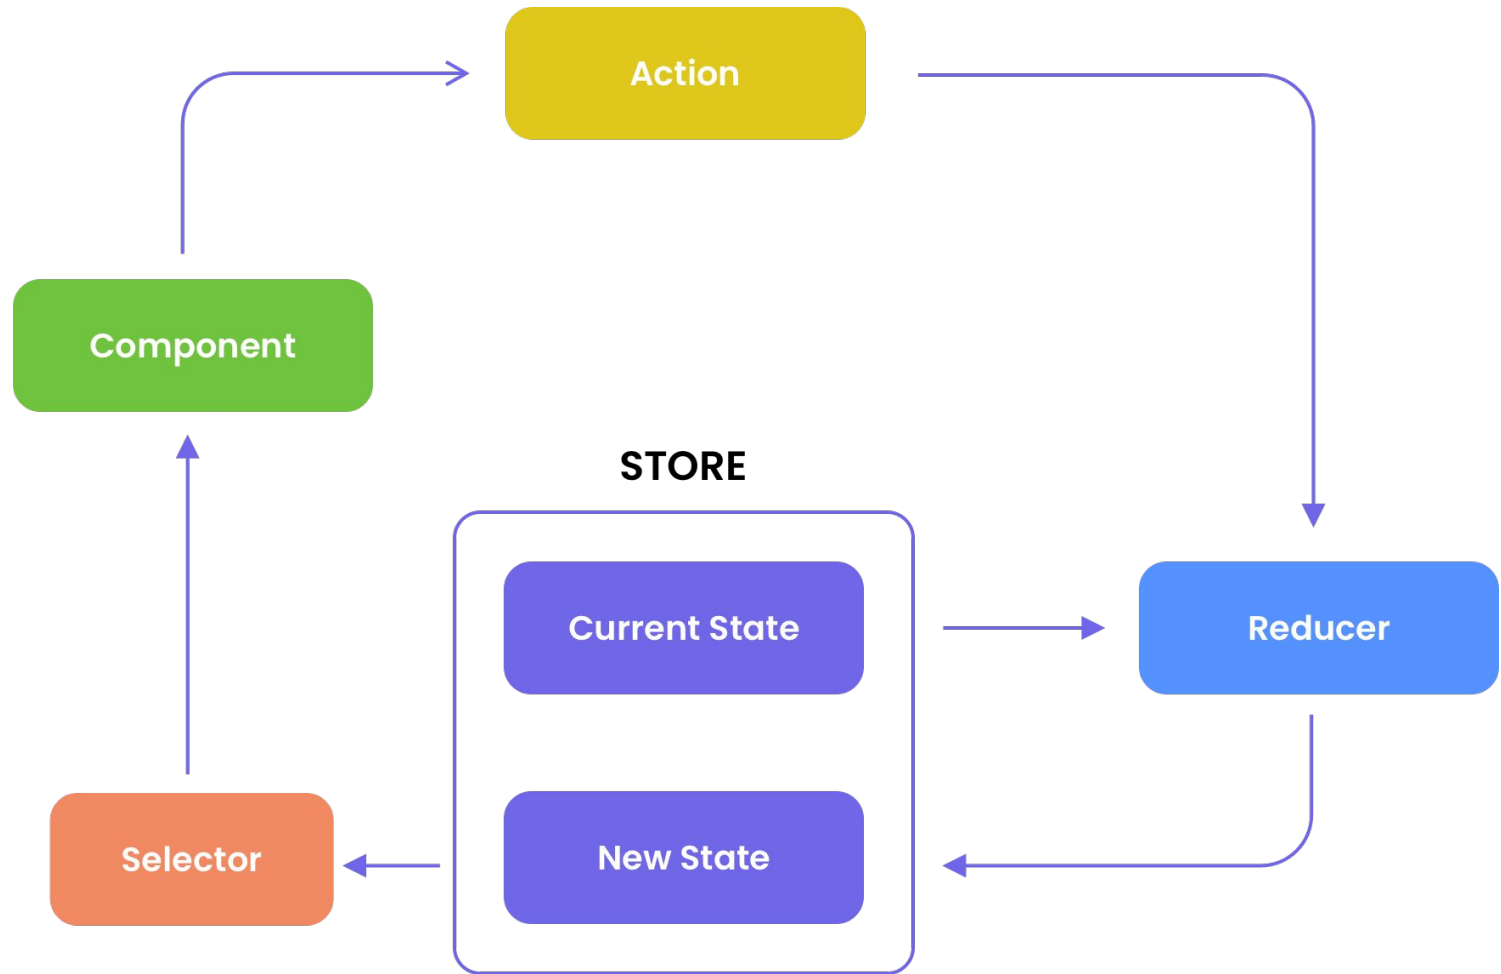 Action
Component
STORE
Current State
Reducer
New State
Selector